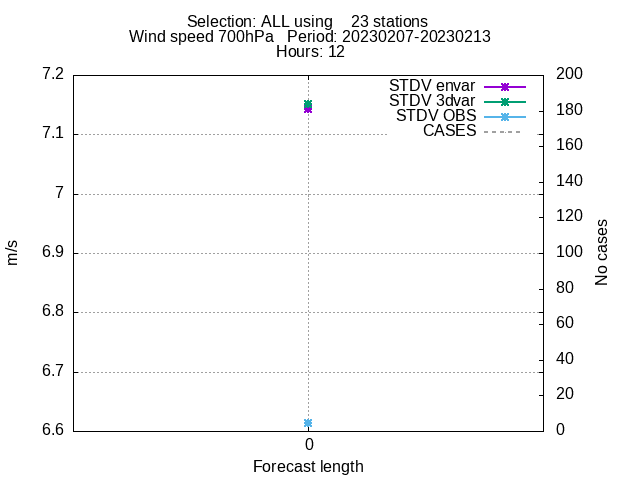 Selection: ALL using    23 stations
Wind speed 700hPa   Period: 20230207-20230213
Hours: 12
7.2
7.1
7
6.9
6.8
6.7
6.6
m/s
STDV envar
STDV 3dvar
STDV OBS
CASES
200
180
160
140
120
100
80
60
40
20
0
No cases
0
Forecast length